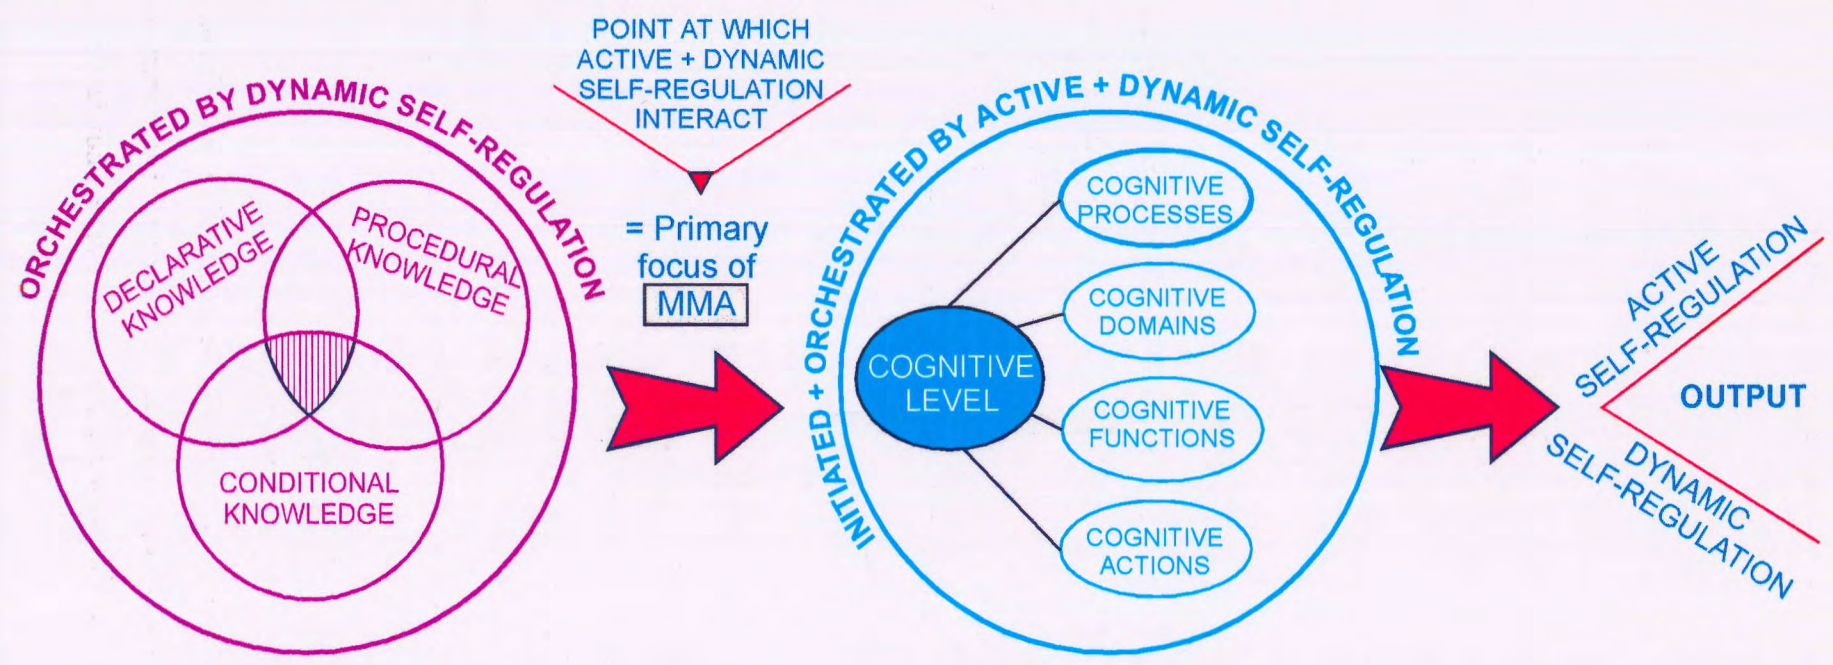 ORCHESTRATED BY DYNAMIC SELF-REGULATION
DECLARATIVE
KNOWLEDGE
PROCEDURAL
KNOWLEDGE
CONDITIONAL
KNOWLEDGE
POINT AT WHICH
ACTIVE + DYNAMIC
SELF-REGULATION
INTERACT
= Primary
focus of
MMA
INITIATED + ORCHESTRATED BY ACTIVE + DYNAMIC SELF-REGULATION
COGNITIVE
LEVEL
COGNITIVE
PROCESSES
COGNITIVE
DOMAINS
COGNITIVE
FUNCTIONS
COGNITIVE
ACTIONS
ACTIVE
SELF-REGULATION
OUTPUT
DYNAMIC
SELF-REGULATION